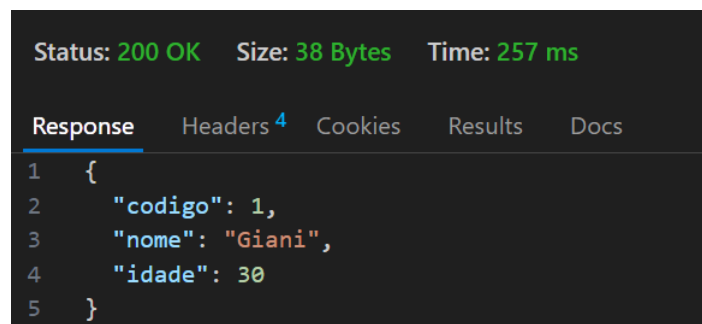 Status: 200 OK Size: 38 Bytes Time: 257 ms
Response Headers 4 Cookies Results Docs
1 {
2 "codigo": 1,
3 "nome": "Giani",
4 "idade": 30
5 }